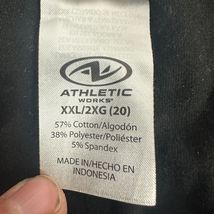 ATHLETIC
WORKS®
XXL/2XG (20)
57% Cotton/Algodón
38% Polyester/Poliéster
5% Spandex
MADE IN/HECHO EN
INDONESIA